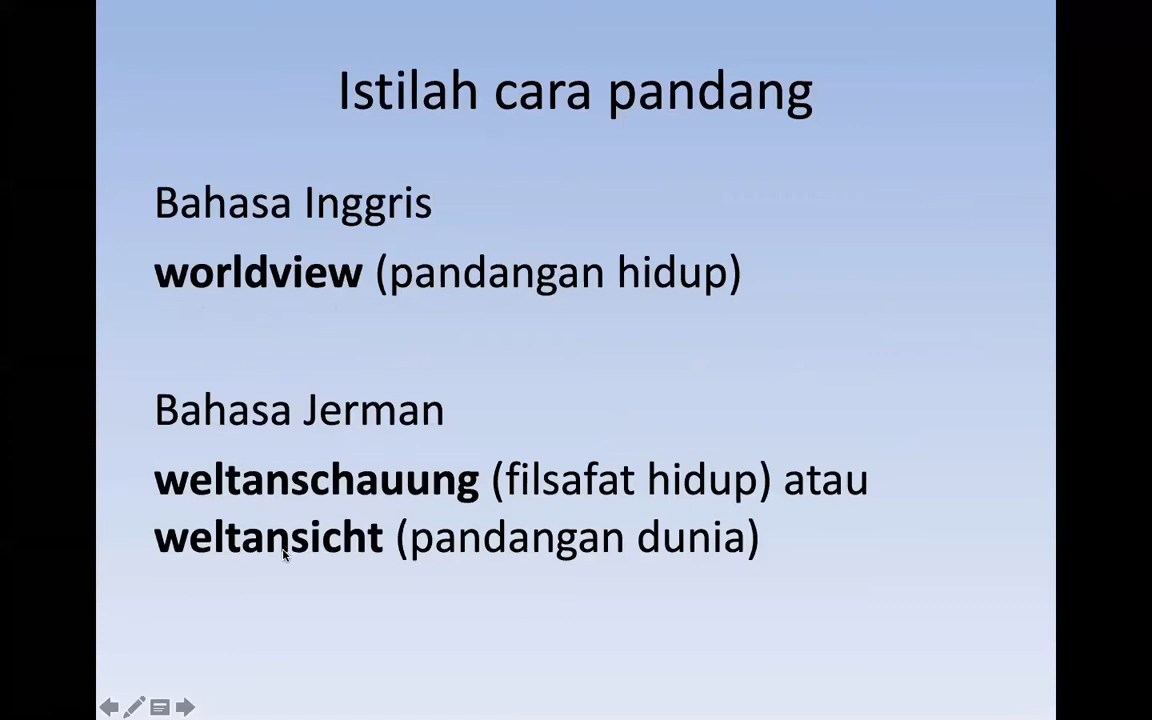 Istilah cara pandang
Bahasa Inggris
worldview (pandangan hidup)
Bahasa Jerman
weltanschauung (filsafat hidup) atau
weltansicht (pandangan dunia)